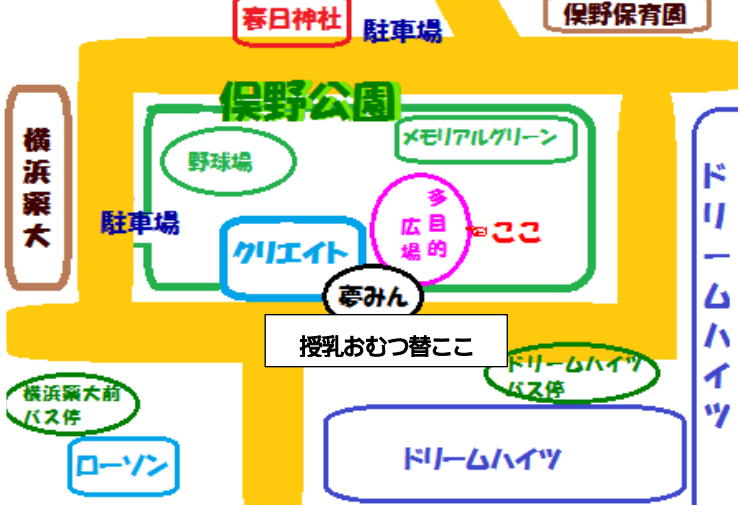 春日神社
駐車場
俣野保育園
俣野公園
横浜薬大
野球場
メモリアルグリーン
多目的
広場
ここ
駐車場
クリエイト
夢みん
授乳おむつ替ここ
ドリームハイツ
ドリームハイツ
バス停
横浜薬大前
バス停
ローソン
ドリームハイツ